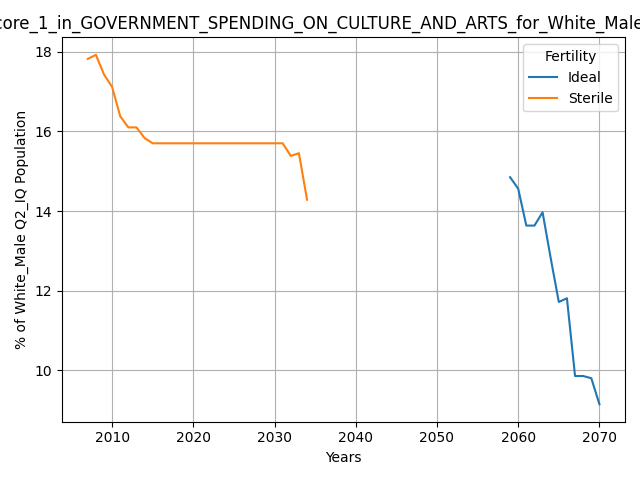 core_1_in_GOVERNMENT_SPENDING_ON_CULTURE_AND_ARTS_for_White_Male
Fertility
Ideal
Sterile
% of White_Male Q2_IQ Population
18
16
14
12
10
2010 2020 2030 2040 2050 2060 2070
Years